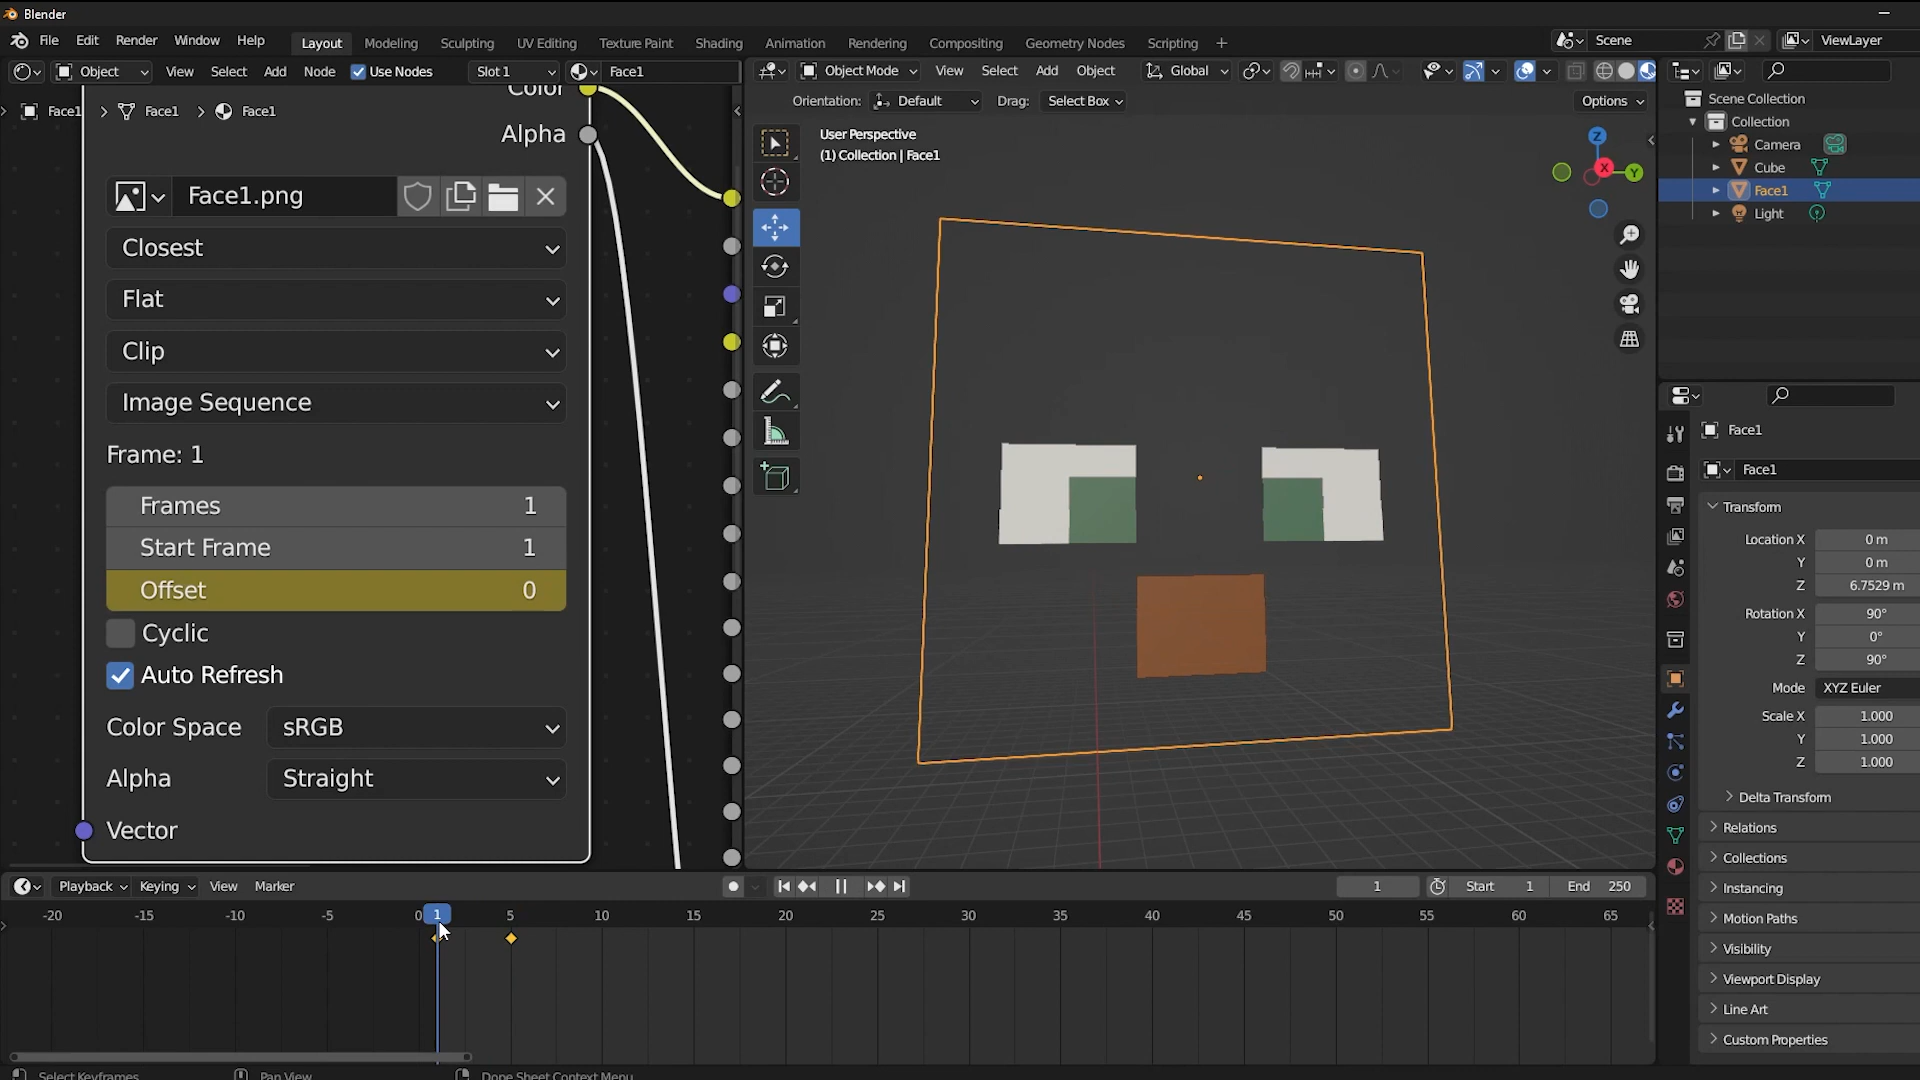 Blender
File Edit Render Window Help Layout Modeling Sculpting UV Editing Texture Paint Shading Animation Rendering Compositing Geometry Nodes Scripting + Scene ViewLayer
Object View Select Add Node Use Nodes Slot 1 Face1
Object Mode View Select Add Object Global
Orientation: Default Drag: Select Box Options
Face1 > Face1 > Face1
Color
Alpha
Face1.png
Closest
Flat
Clip
Image Sequence
Frame: 1
Frames 1
Start Frame 1
Offset 0
Cyclic
Auto Refresh
Color Space sRGB
Alpha Straight
Vector
User Perspective
(1) Collection | Face1
Z
X
Y
Scene Collection
Collection
Camera
Cube
Face1
Light
Face1
Face1
Transform
Location X 0 m
Y 0 m
Z 6.7529 m
Rotation X 90°
Y 0°
Z 90°
Mode XYZ Euler
Scale X 1.000
Y 1.000
Z 1.000
Delta Transform
Relations
Collections
Instancing
Motion Paths
Visibility
Viewport Display
Line Art
Custom Properties
Playback Keying View Marker 1 Start 1 End 250
-20 -15 -10 -5 0 1 5 10 15 20 25 30 35 40 45 50 55 60 65
Select Keyframes Pan View Dope Sheet Context Menu